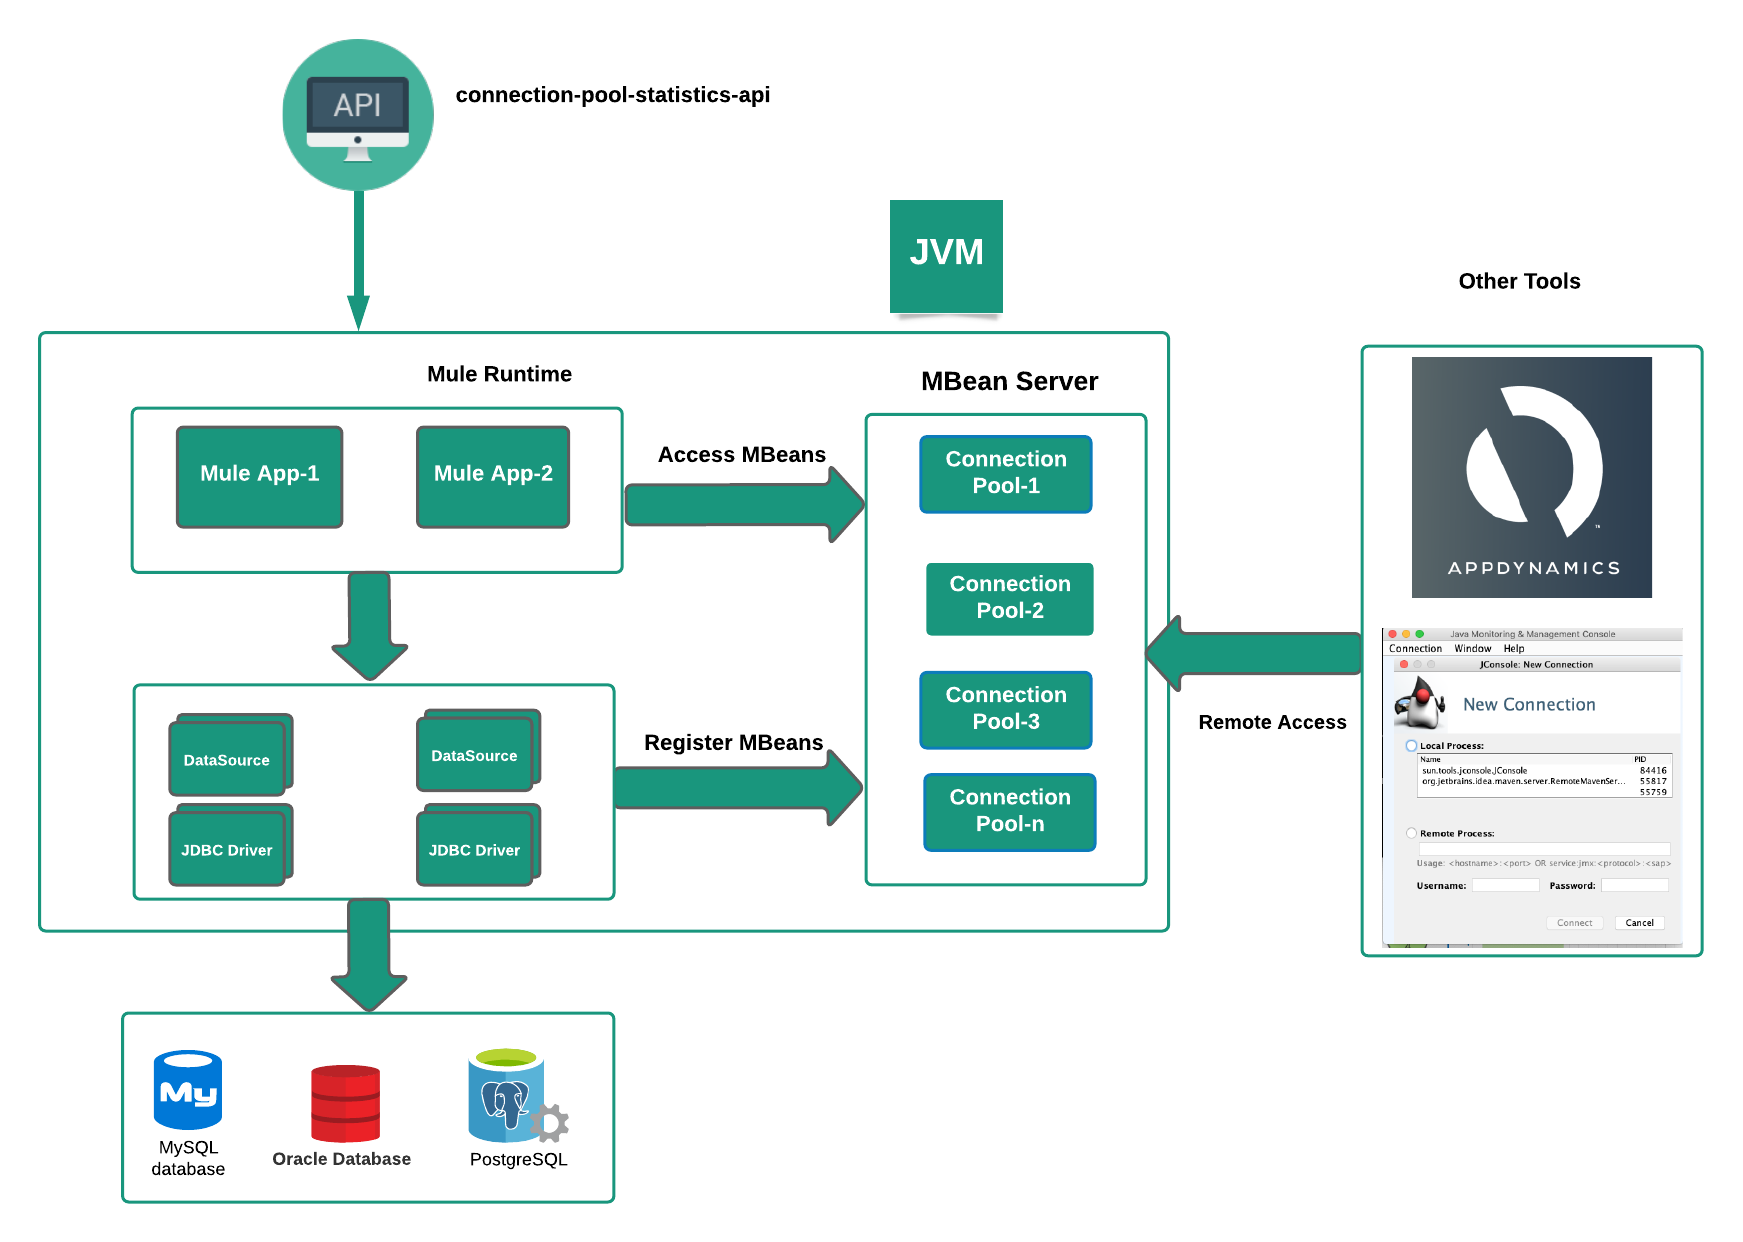 API
connection-pool-statistics-api
JVM
Other Tools
Mule Runtime
MBean Server
Mule App-1
Mule App-2
Access MBeans
Connection
Pool-1
Connection
Pool-2
Connection
Pool-3
Connection
Pool-n
DataSource
DataSource
JDBC Driver
JDBC Driver
Register MBeans
Remote Access
APPDYNAMICS
™
Java Monitoring & Management Console
Connection Window Help
JConsole: New Connection
New Connection
Local Process:
Name PID
sun.tools.jconsole.JConsole 84416
org.jetbrains.idea.maven.server.RemoteMavenSer... 55817
55759
Remote Process:
Usage: <hostname>:<port> OR service:jmx:<protocol>:<sap>
Username: Password:
Connect Cancel
My
MySQL
database
Oracle Database
PostgreSQL